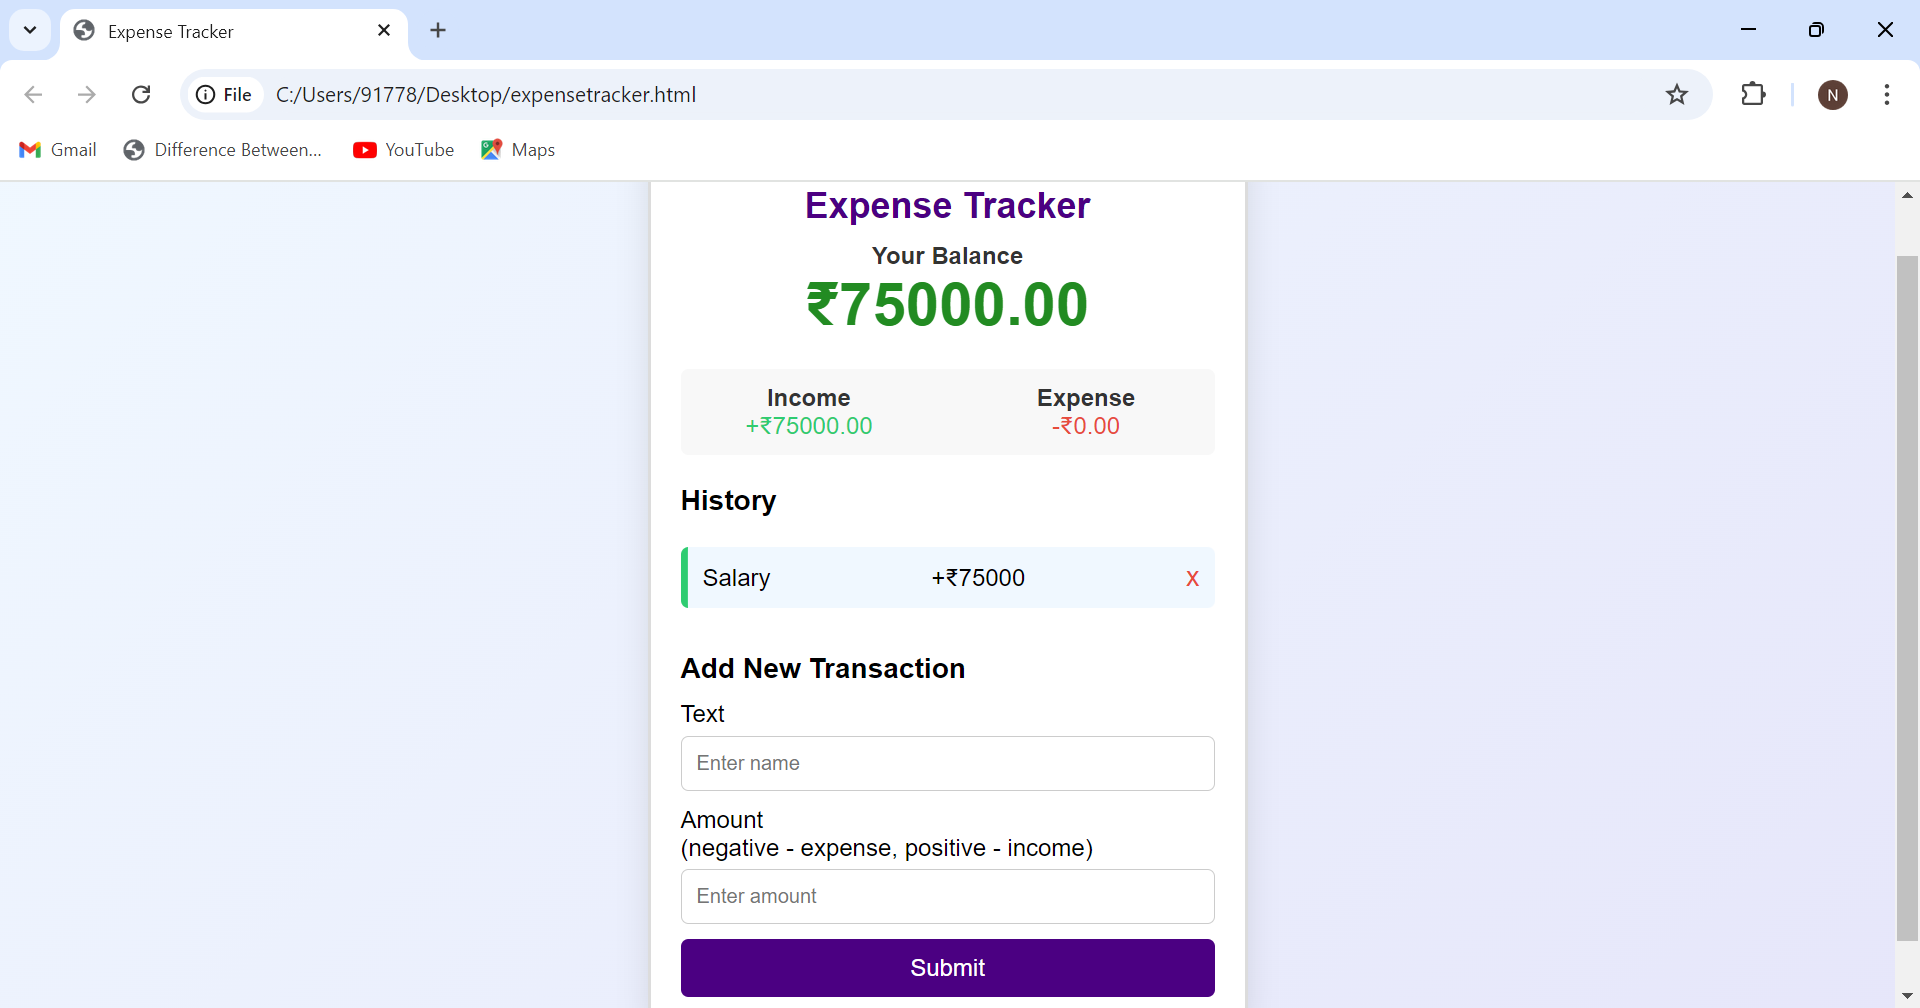 Expense Tracker
File C:/Users/91778/Desktop/expensetracker.html N
Gmail Difference Between... YouTube Maps
Expense Tracker
Your Balance
₹75000.00
Income Expense
+₹75000.00 -₹0.00
History
Salary +₹75000 X
Add New Transaction
Text
Enter name
Amount
(negative - expense, positive - income)
Enter amount
Submit